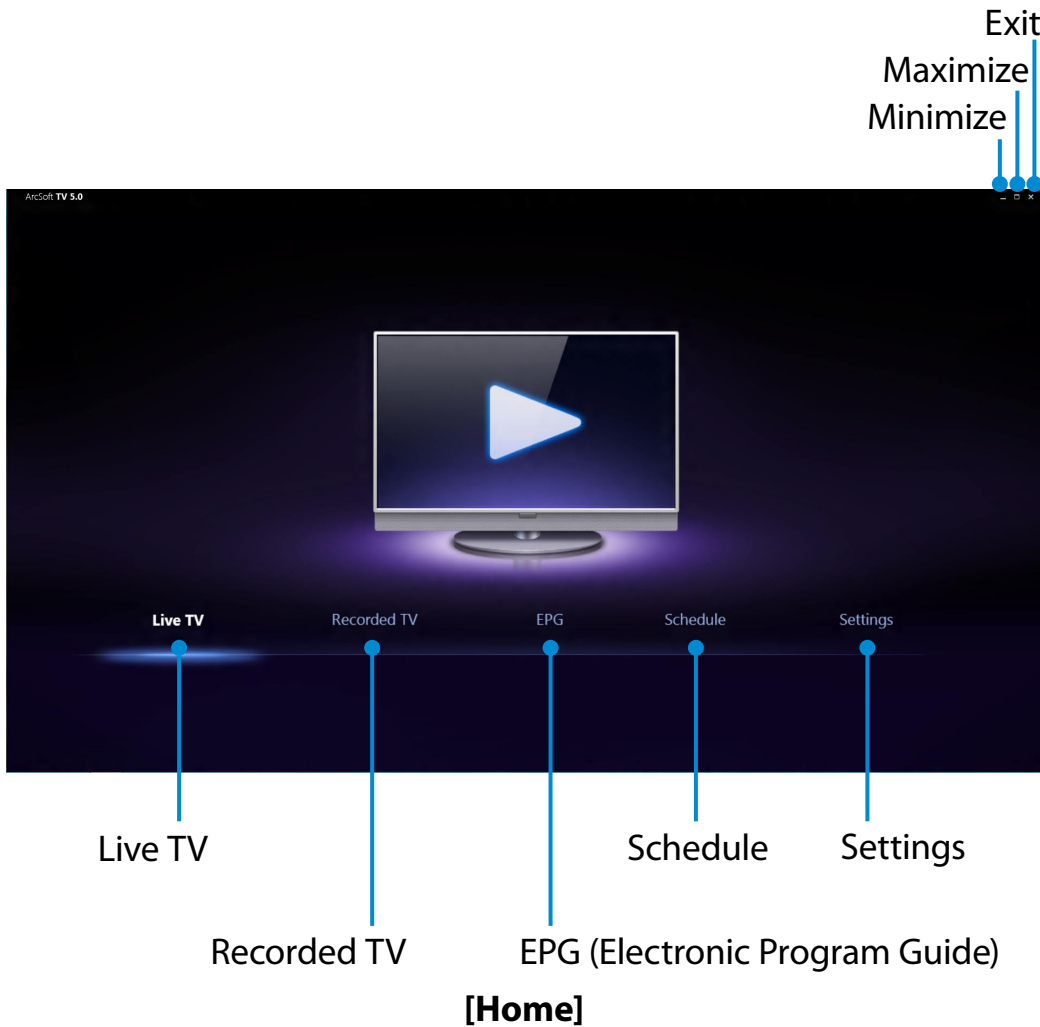 Exit
Maximize
Minimize
ArcSoft TV 5.0
Live TV
Recorded TV
EPG
Schedule
Settings
Live TV
Schedule
Settings
Recorded TV
EPG (Electronic Program Guide)
[Home]